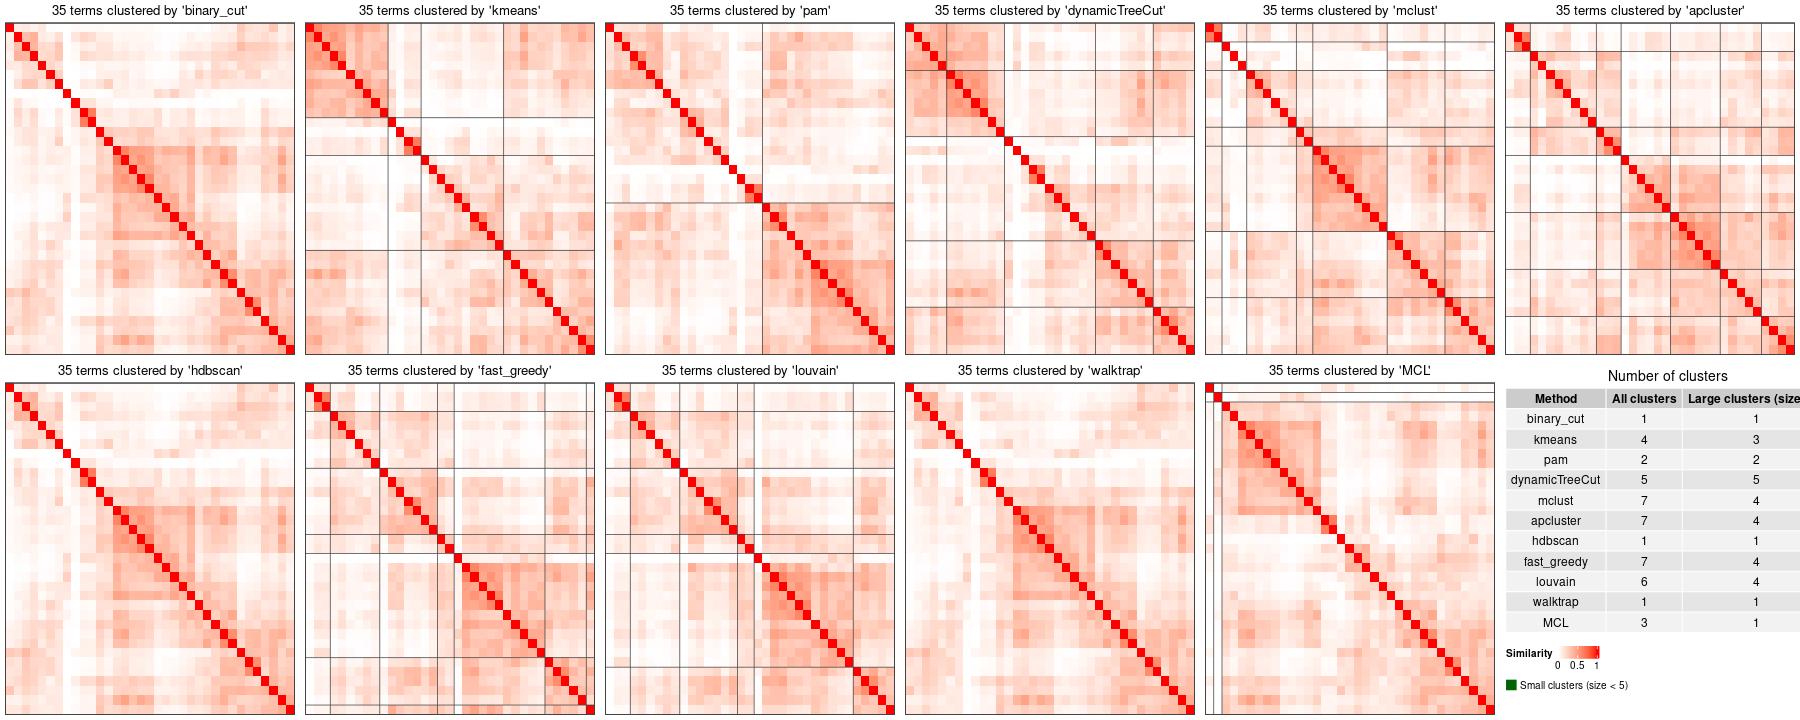 35 terms clustered by 'binary_cut'
35 terms clustered by 'kmeans'
35 terms clustered by 'pam'
35 terms clustered by 'dynamicTreeCut'
35 terms clustered by 'mclust'
35 terms clustered by 'apcluster'
35 terms clustered by 'hdbscan'
35 terms clustered by 'fast_greedy'
35 terms clustered by 'louvain'
35 terms clustered by 'walktrap'
35 terms clustered by 'MCL'
Number of clusters
Method All clusters Large clusters (size
binary_cut 1 1
kmeans 4 3
pam 2 2
dynamicTreeCut 5 5
mclust 7 4
apcluster 7 4
hdbscan 1 1
fast_greedy 7 4
louvain 6 4
walktrap 1 1
MCL 3 1
Similarity
0 0.5 1
Small clusters (size < 5)